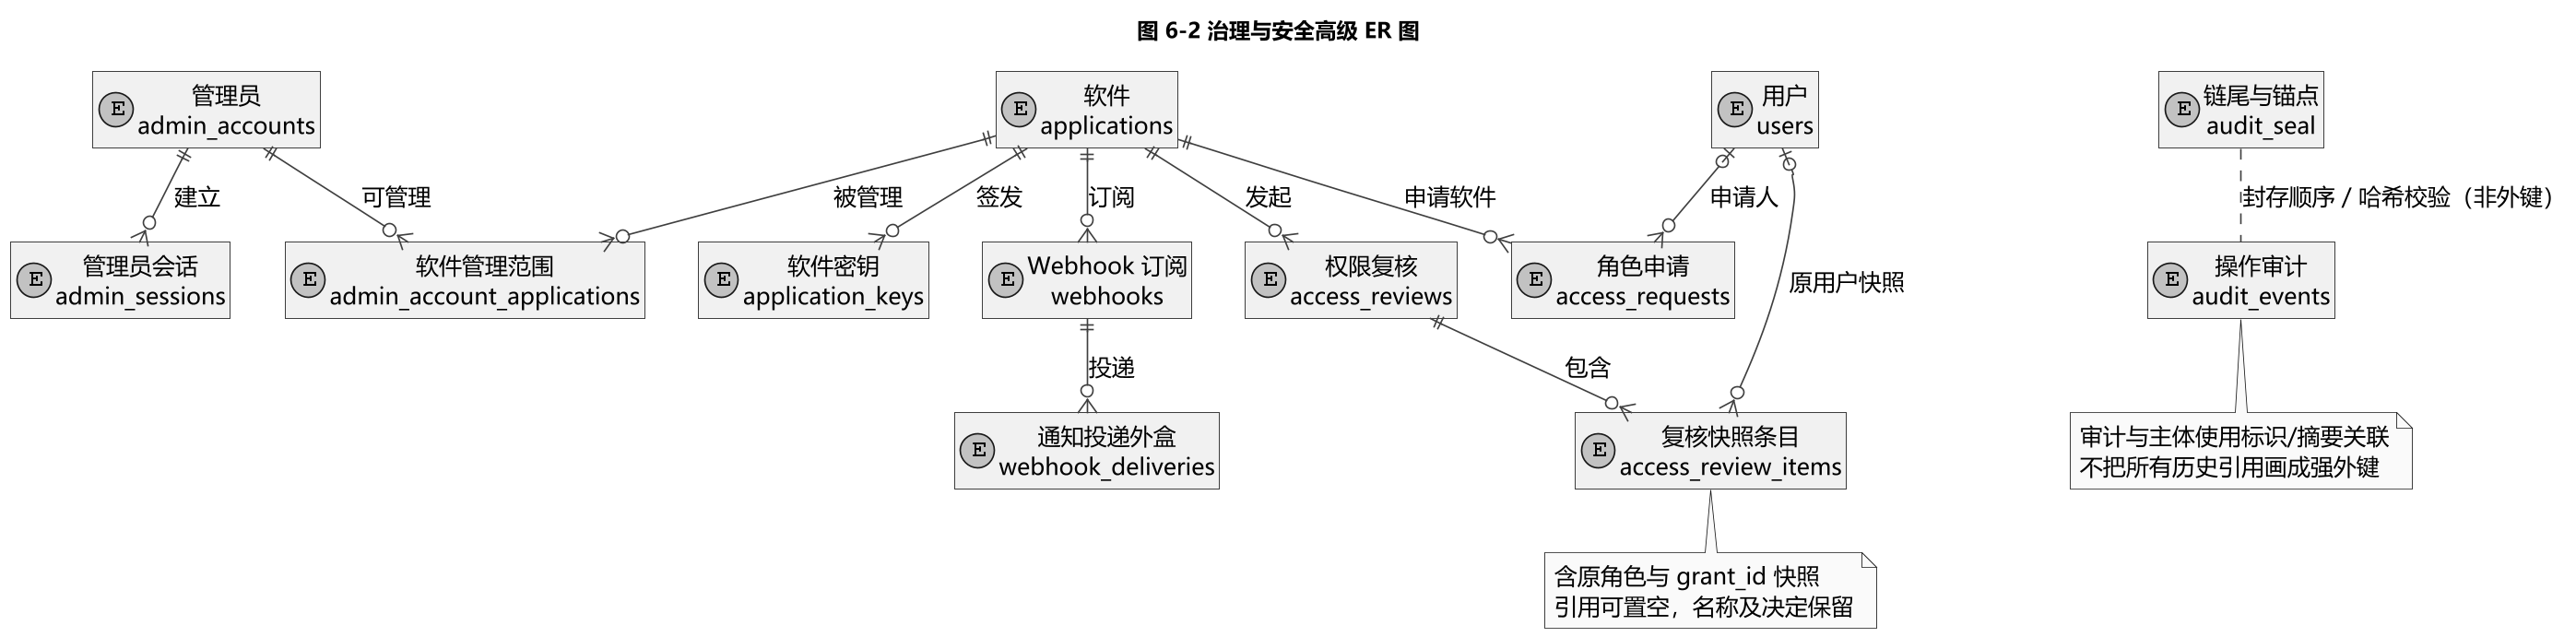 图 6-2 治理与安全高级 ER 图
E
管理员
admin_accounts
E
软件
applications
E
用户
users
E
链尾与锚点
audit_seal
建立
可管理
被管理
签发
订阅
发起
申请软件
申请人
封存顺序 / 哈希校验（非外键）
E
管理员会话
admin_sessions
E
软件管理范围
admin_account_applications
E
软件密钥
application_keys
E
Webhook 订阅
webhooks
E
权限复核
access_reviews
E
角色申请
access_requests
原用户快照
E
操作审计
audit_events
投递
包含
E
通知投递外盒
webhook_deliveries
E
复核快照条目
access_review_items
审计与主体使用标识/摘要关联
不把所有历史引用画成强外键
含原角色与 grant_id 快照
引用可置空，名称及决定保留